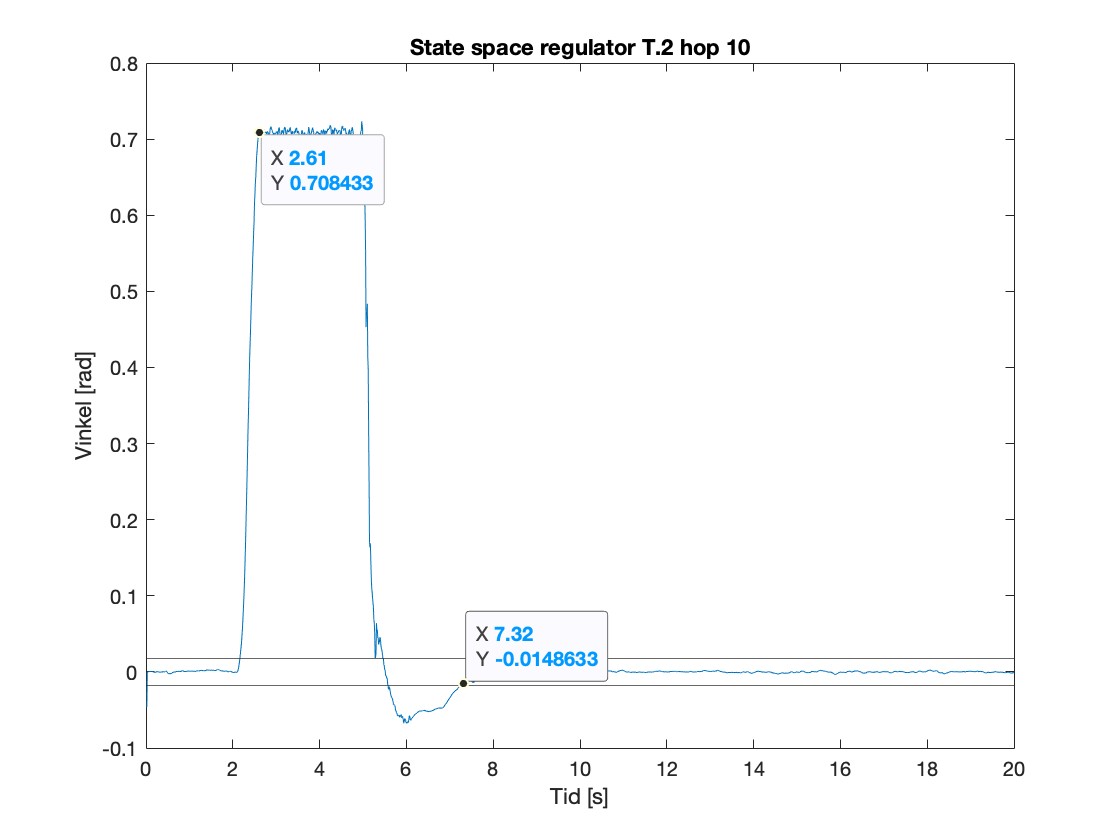 State space regulator T.2 hop 10
0.8
0.7
0.6
0.5
0.4
0.3
0.2
0.1
0
-0.1
Vinkel [rad]
X 2.61
Y 0.708433
X 7.32
Y -0.0148633
0 2 4 6 8 10 12 14 16 18 20
Tid [s]